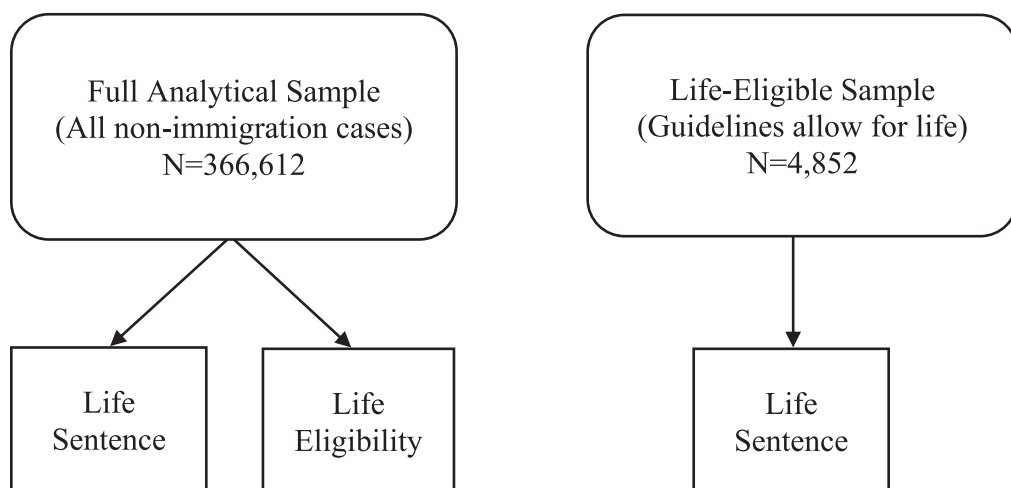 Full Analytical Sample
(All non-immigration cases)
N=366,612
Life-Eligible Sample
(Guidelines allow for life)
N=4,852
Life
Sentence
Life
Eligibility
Life
Sentence